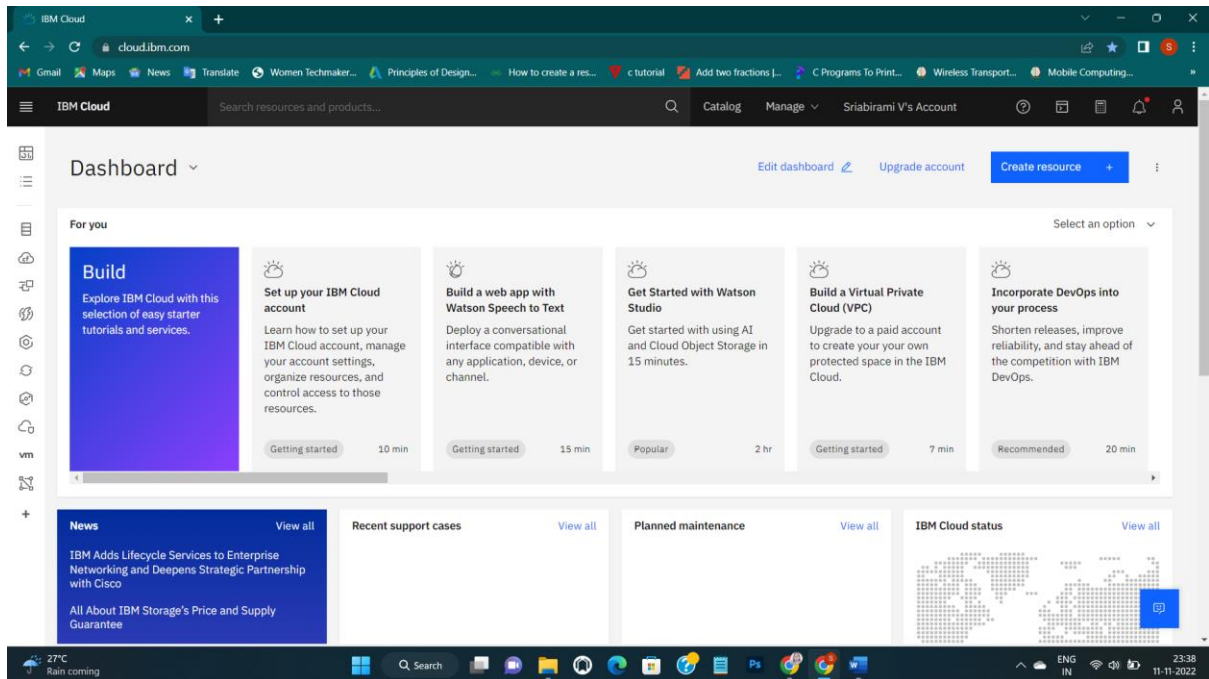 IBM Cloud
cloud.ibm.com
Gmail Maps News Translate Women Techmaker... Principles of Design... How to create a res... c tutorial Add two fractions |... C Programs To Print... Wireless Transport... Mobile Computing...
IBM Cloud Search resources and products... Catalog Manage Sriabirami V's Account
Dashboard Edit dashboard Upgrade account Create resource +
For you Select an option
Build
Explore IBM Cloud with this
selection of easy starter
tutorials and services.
Set up your IBM Cloud
account
Learn how to set up your
IBM Cloud account, manage
your account settings,
organize resources, and
control access to those
resources.
Getting started 10 min
Build a web app with
Watson Speech to Text
Deploy a conversational
interface compatible with
any application, device, or
channel.
Getting started 15 min
Get Started with Watson
Studio
Get started with using AI
and Cloud Object Storage in
15 minutes.
Popular 2 hr
Build a Virtual Private
Cloud (VPC)
Upgrade to a paid account
to create your your own
protected space in the IBM
Cloud.
Getting started 7 min
Incorporate DevOps into
your process
Shorten releases, improve
reliability, and stay ahead of
the competition with IBM
DevOps.
Recommended 20 min
vm
News View all
IBM Adds Lifecycle Services to Enterprise
Networking and Deepens Strategic Partnership
with Cisco
All About IBM Storage's Price and Supply
Guarantee
Recent support cases View all
Planned maintenance View all
IBM Cloud status View all
27°C
Rain coming
Search
Ps
ENG
IN
23:38
11-11-2022